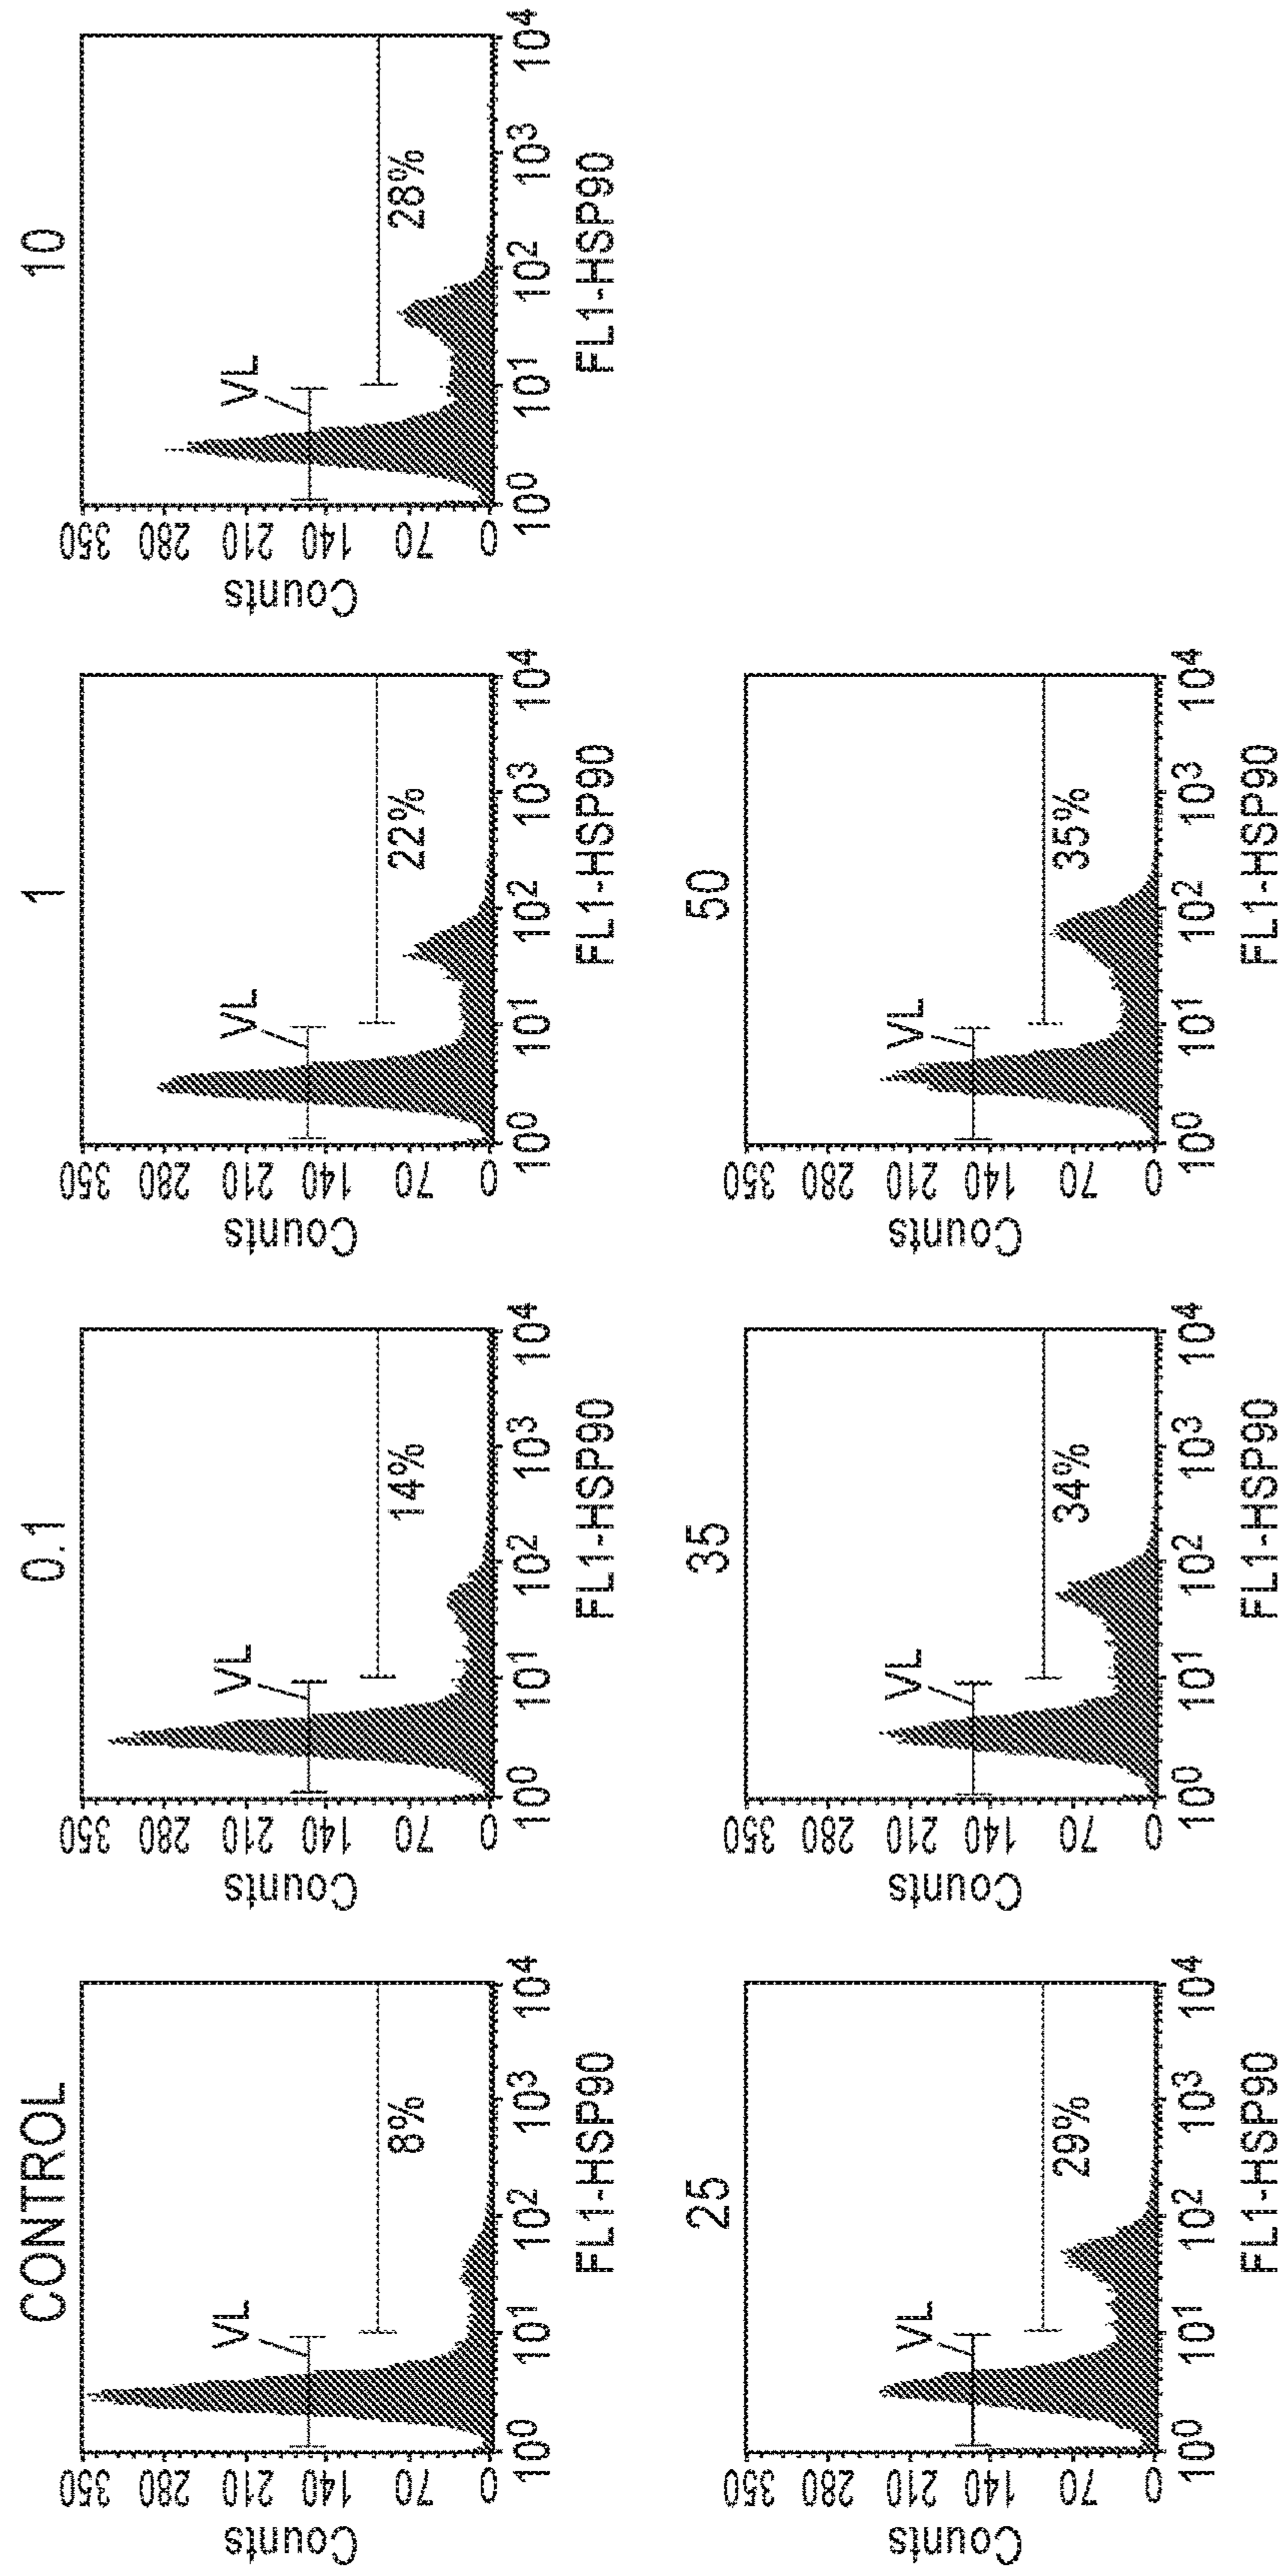 CONTROL
350
280
210
140
70
0
Counts
VL
8%
10⁰ 10¹ 10² 10³ 10⁴
FL1-HSP90
0.1
350
280
210
140
70
0
Counts
VL
14%
10⁰ 10¹ 10² 10³ 10⁴
FL1-HSP90
1
350
280
210
140
70
0
Counts
VL
22%
10⁰ 10¹ 10² 10³ 10⁴
FL1-HSP90
10
350
280
210
140
70
0
Counts
VL
28%
10⁰ 10¹ 10² 10³ 10⁴
FL1-HSP90
25
350
280
210
140
70
0
Counts
VL
29%
10⁰ 10¹ 10² 10³ 10⁴
FL1-HSP90
35
350
280
210
140
70
0
Counts
VL
34%
10⁰ 10¹ 10² 10³ 10⁴
FL1-HSP90
50
350
280
210
140
70
0
Counts
VL
35%
10⁰ 10¹ 10² 10³ 10⁴
FL1-HSP90